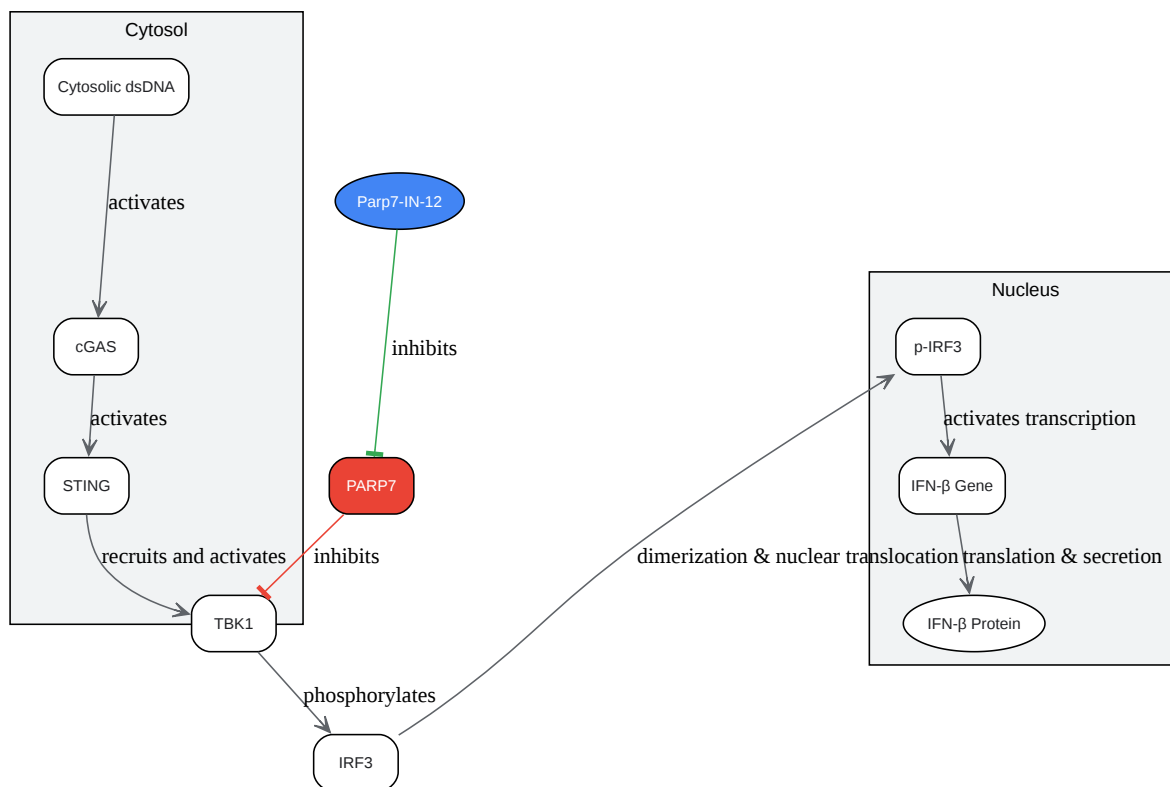 Cytosol
Cytosolic dsDNA
activates
Parp7-IN-12
Nucleus
cGAS
inhibits
p-IRF3
activates
activates transcription
STING
PARP7
IFN-β Gene
recruits and activates
inhibits
dimerization & nuclear translocation
translation & secretion
TBK1
IFN-β Protein
phosphorylates
IRF3